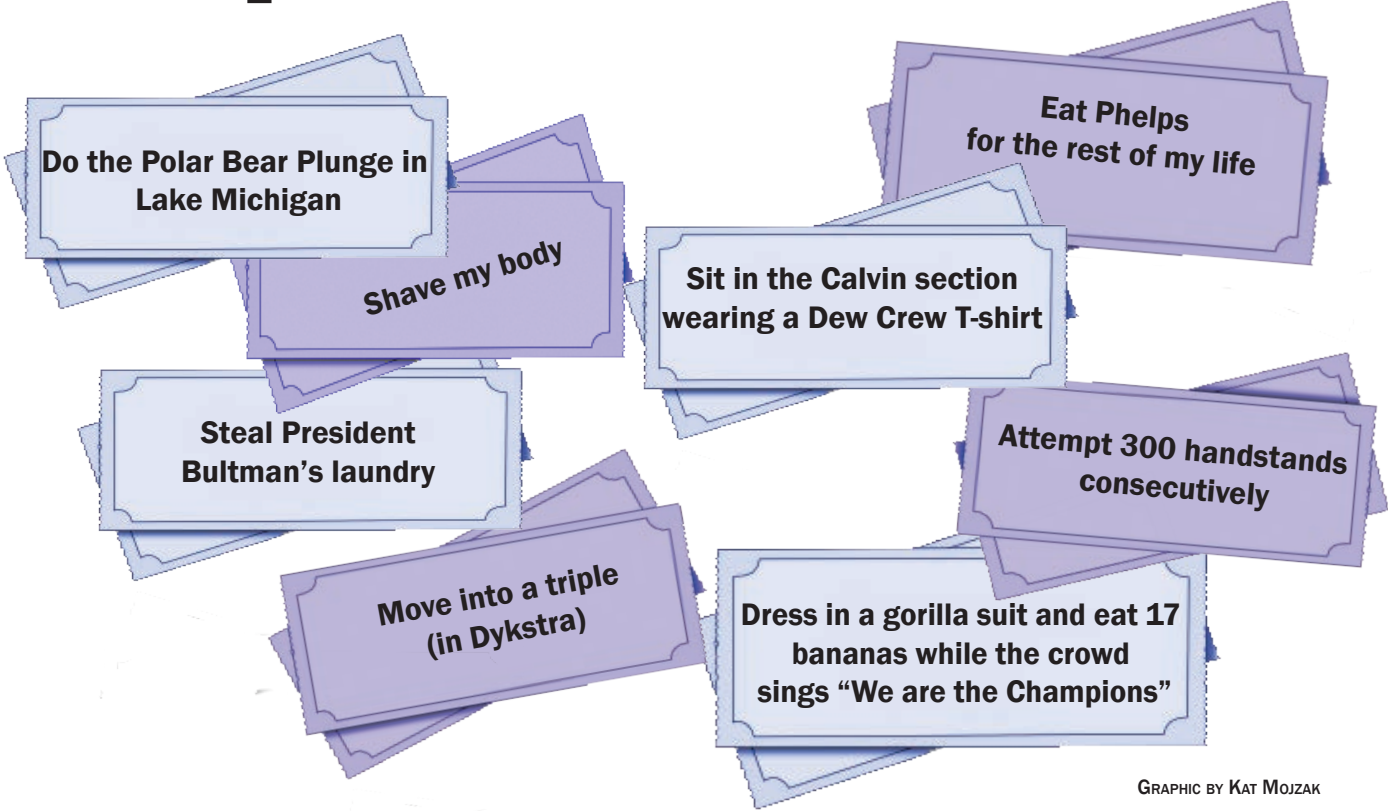 Do the Polar Bear Plunge in
Lake Michigan
Eat Phelps
for the rest of my life
Shave my body
Sit in the Calvin section
wearing a Dew Crew T-shirt
Steal President
Bultman’s laundry
Attempt 300 handstands
consecutively
Move into a triple
(in Dykstra)
Dress in a gorilla suit and eat 17
bananas while the crowd
sings “We are the Champions”
GRAPHIC BY KAT MOJZAK